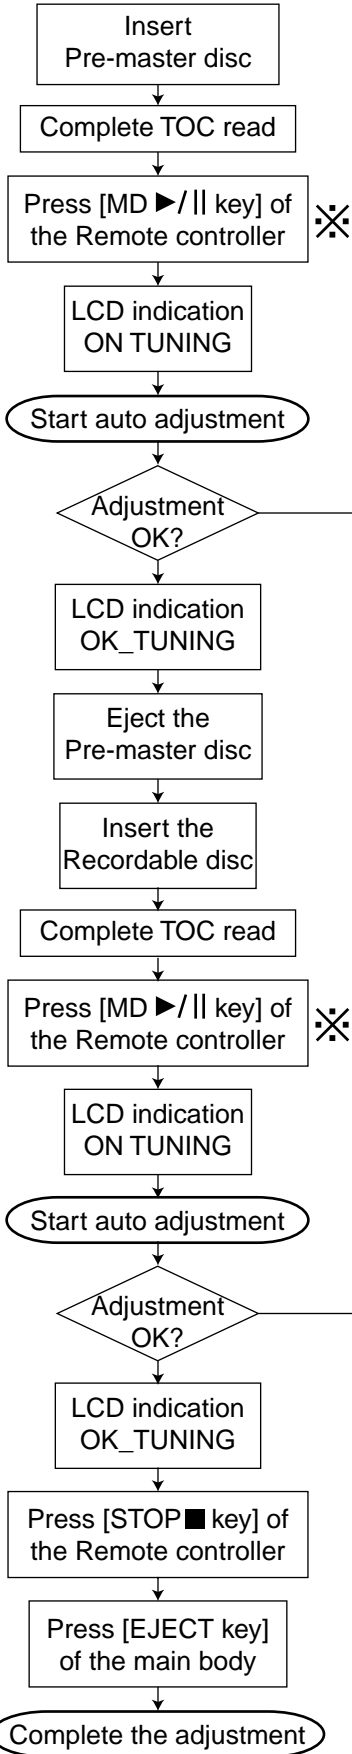 Insert
Pre-master disc
Complete TOC read
Press [MD ▶/|| key] of
the Remote controller
※
LCD indication
ON TUNING
Start auto adjustment
Adjustment
OK?
LCD indication
OK_TUNING
Eject the
Pre-master disc
Insert the
Recordable disc
Complete TOC read
Press [MD ▶/|| key] of
the Remote controller
※
LCD indication
ON TUNING
Start auto adjustment
Adjustment
OK?
LCD indication
OK_TUNING
Press [STOP■ key] of
the Remote controller
Press [EJECT key]
of the main body
Complete the adjustment